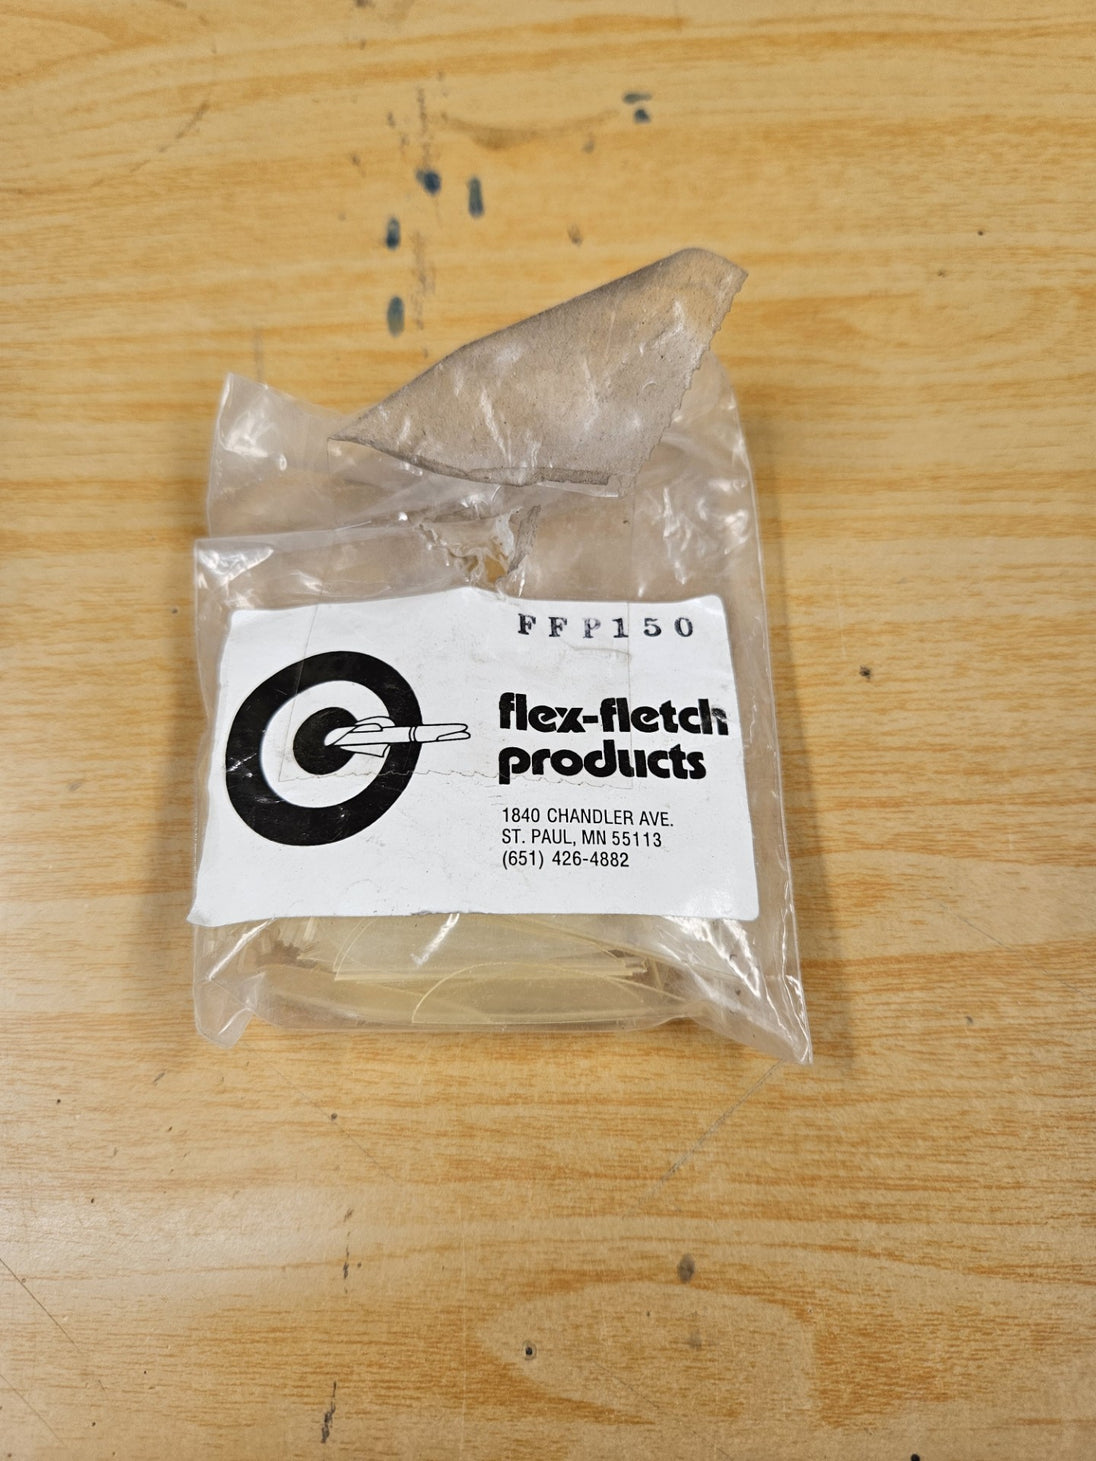 FFP150
flex-fletch
products
1840 CHANDLER AVE.
ST. PAUL, MN 55113
(651) 426-4882